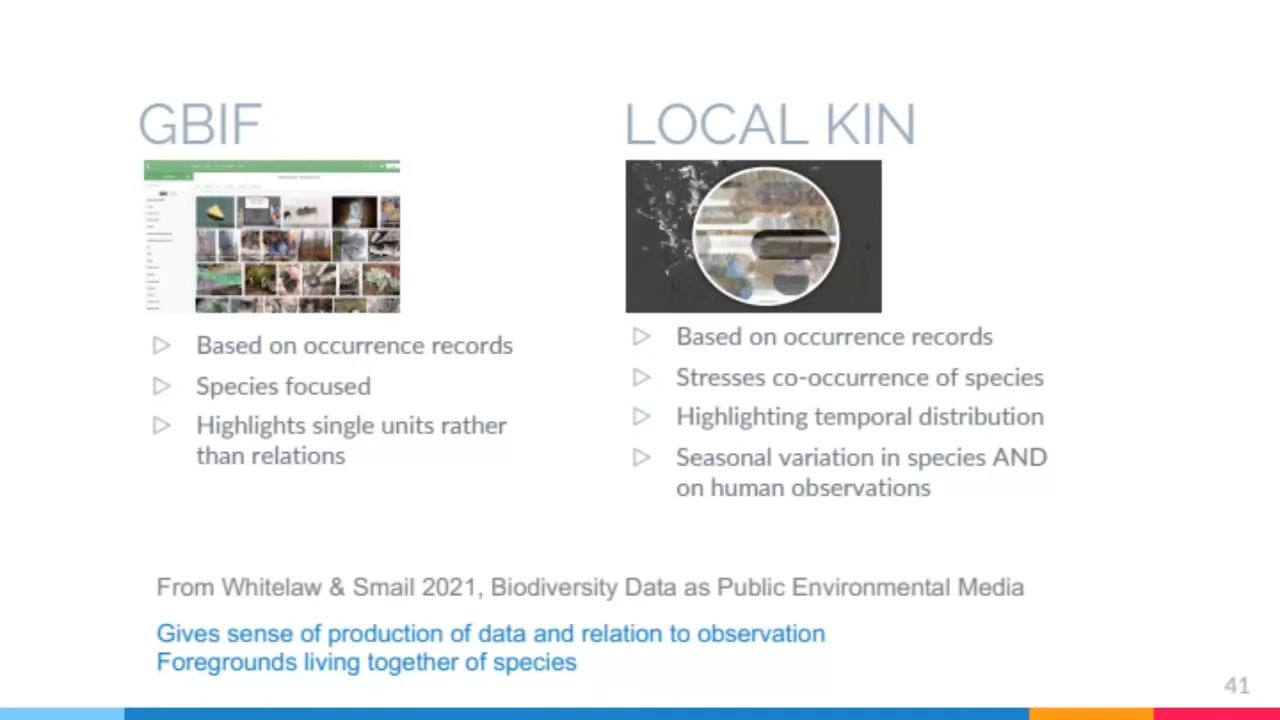 GBIF
Based on occurrence records
Species focused
Highlights single units rather
than relations
LOCAL KIN
Based on occurrence records
Stresses co-occurrence of species
Highlighting temporal distribution
Seasonal variation in species AND
on human observations
From Whitelaw & Smail 2021, Biodiversity Data as Public Environmental Media
Gives sense of production of data and relation to observation
Foregrounds living together of species
41